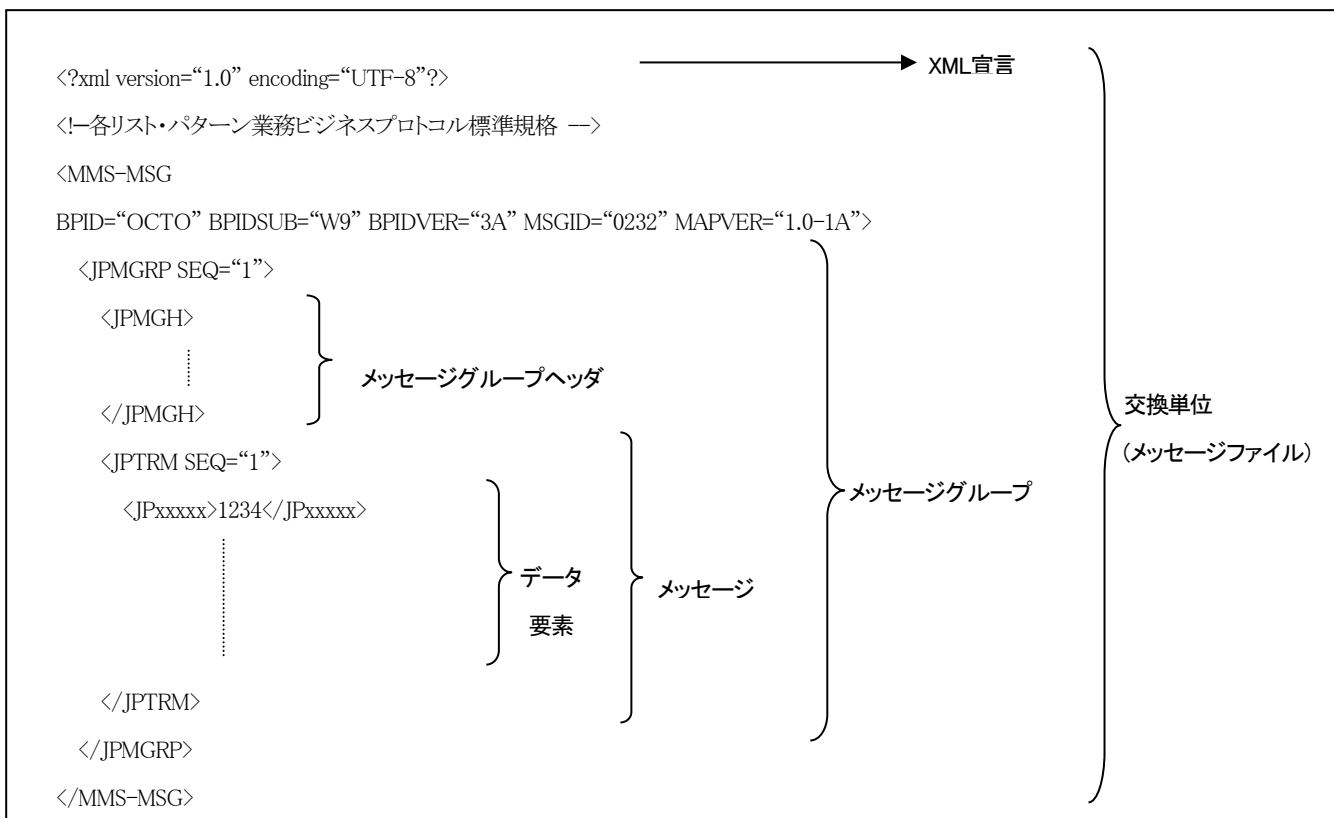 <?xml version=“1.0” encoding=“UTF-8”?>
XML宣言
<!—各リスト・パターン業務ビジネスプロトコル標準規格 -->
<MMS-MSG
BPID=“OCTO” BPIDSUB=“W9” BPIDVER=“3A” MSGID=“0232” MAPVER=“1.0-1A”>
<JPMGRP SEQ=“1”>
<JPMGH>
メッセージグループヘッダ
</JPMGH>
<JPTRM SEQ=“1”>
<JPxxxxx>1234</JPxxxxx>
データ
要素
メッセージ
メッセージグループ
交換単位
(メッセージファイル)
</JPTRM>
</JPMGRP>
</MMS-MSG>